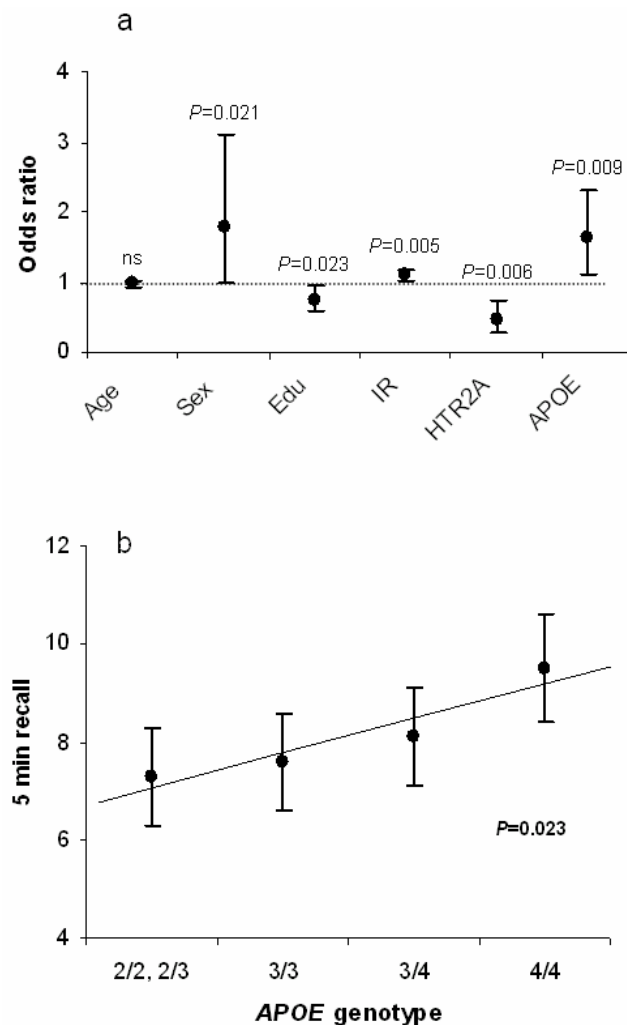 a
4
P=0.021
3
P=0.009
Odds ratio
2
P=0.005
ns
P=0.023
P=0.006
1
0
Age
Sex
Edu
IR
HTR2A
APOE
b
12
10
5 min recall
8
6
P=0.023
4
2/2, 2/3
3/3
3/4
4/4
APOE genotype